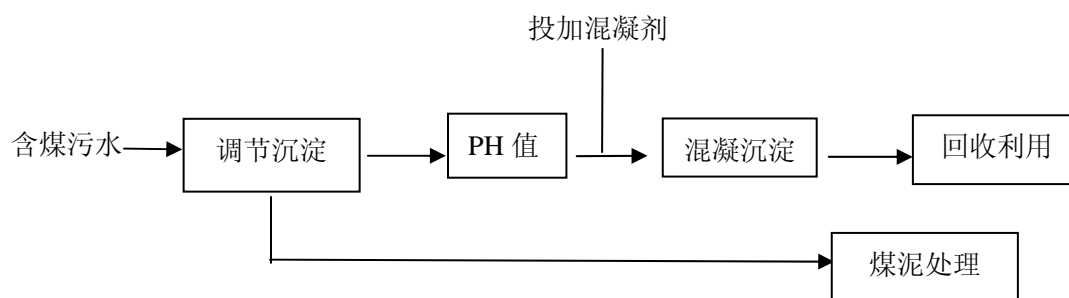 投加混凝剂
含煤污水
调节沉淀
PH 值
混凝沉淀
回收利用
煤泥处理